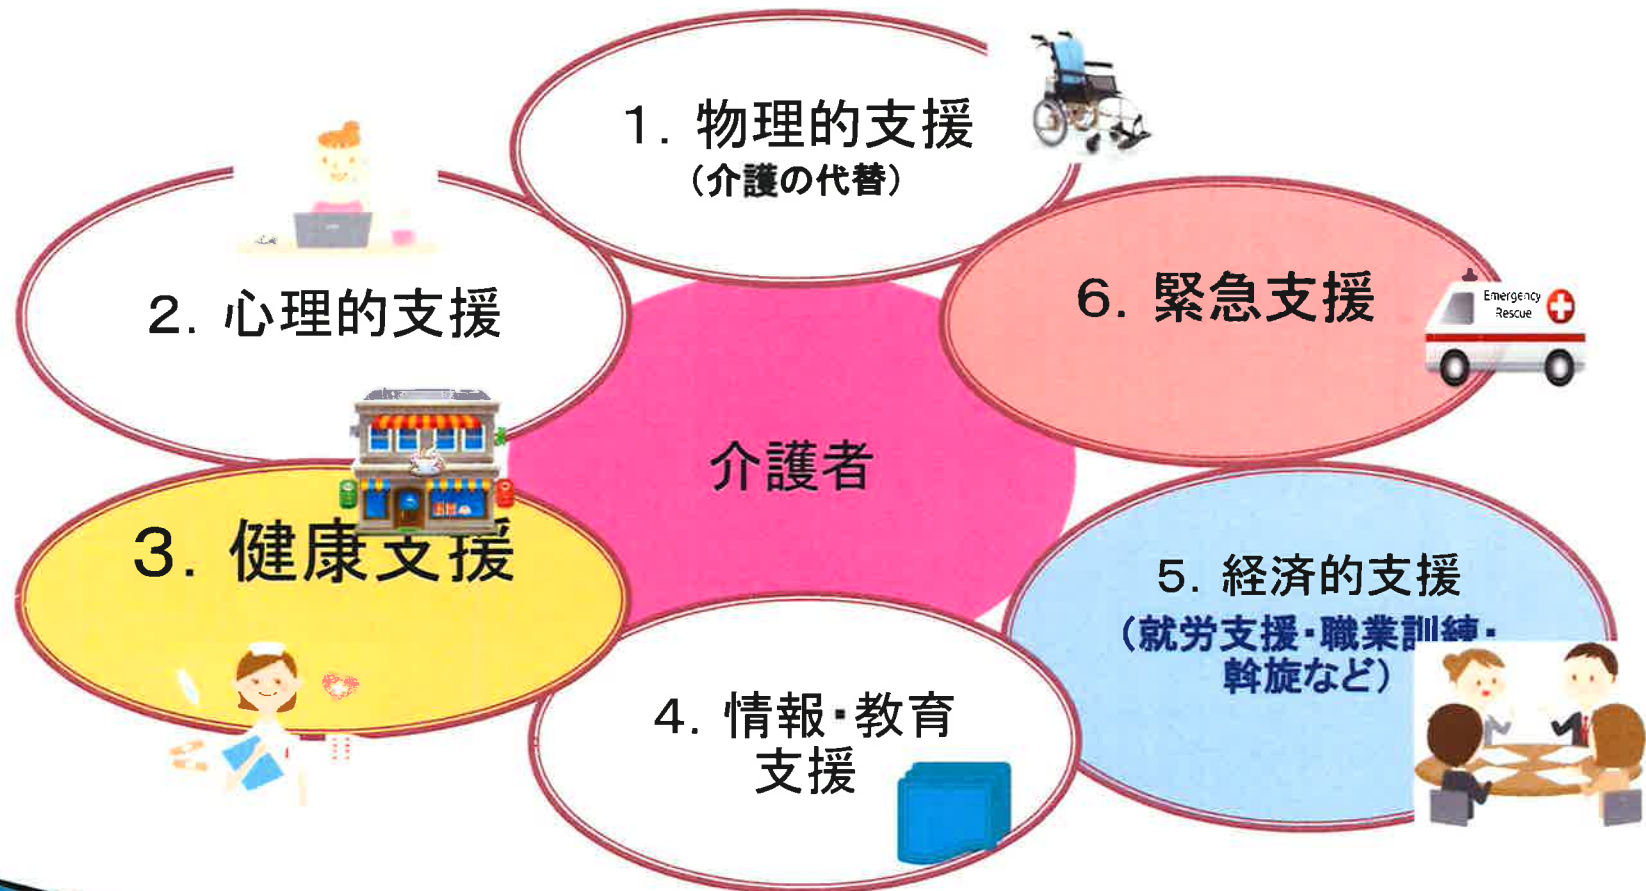 1. 物理的支援
（介護の代替）
2. 心理的支援
3. 健康支援
4. 情報・教育
支援
5. 経済的支援
（就労支援・職業訓練・
斡旋など）
6. 緊急支援
Emergency
Rescue
介護者